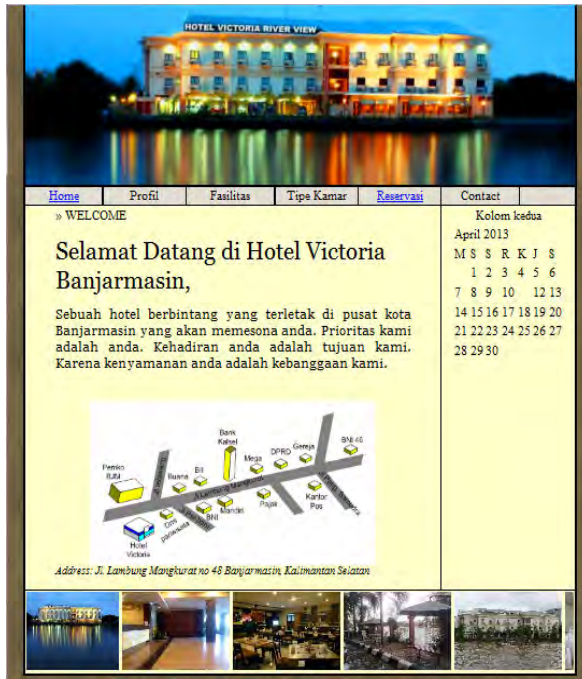 HOTEL VICTORIA RIVER VIEW
Home Profil Fasilitas Tipe Kamar Reservasi Contact
» WELCOME
Selamat Datang di Hotel Victoria
Banjarmasin,
Sebuah hotel berbintang yang terletak di pusat kota
Banjarmasin yang akan memesona anda. Prioritas kami
adalah anda. Kehadiran anda adalah tujuan kami.
Karena kenyamanan anda adalah kebanggaan kami.
Bank
Kalsel
BNI 46
Gereja
DPRD
Mega
Pemko
BJM
BII
Buana
Jl Lambung Mangkurat
Kantor
Pos
Pajak
Mandiri
BNI
Dins
pariwisata
Hotel
Victoria
Address: Jl. Lambung Mangkurat no 48 Banjarmasin, Kalimantan Selatan
Kolom kedua
April 2013
M S S R K J S
1 2 3 4 5 6
7 8 9 10 12 13
14 15 16 17 18 19 20
21 22 23 24 25 26 27
28 29 30